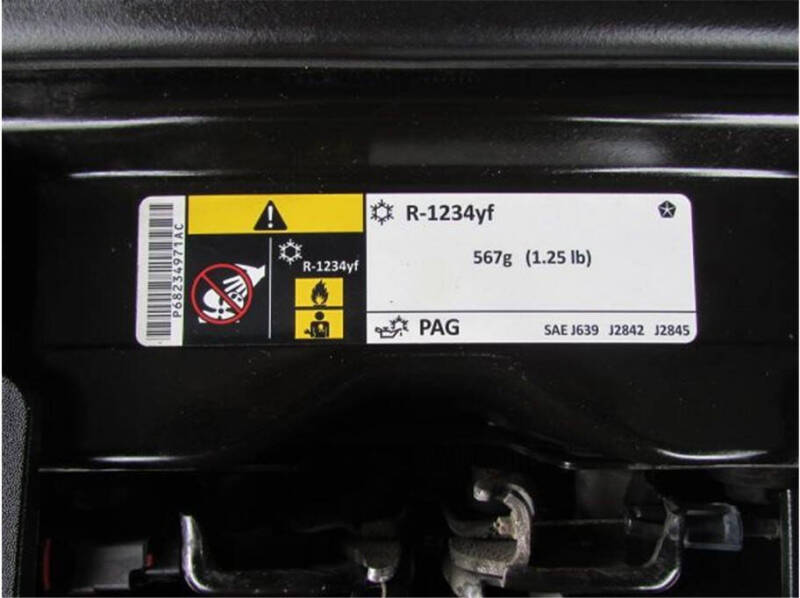 P68234971AC
R-1234yf
R-1234yf
567g (1.25 lb)
PAG
SAE J639 J2842 J2845